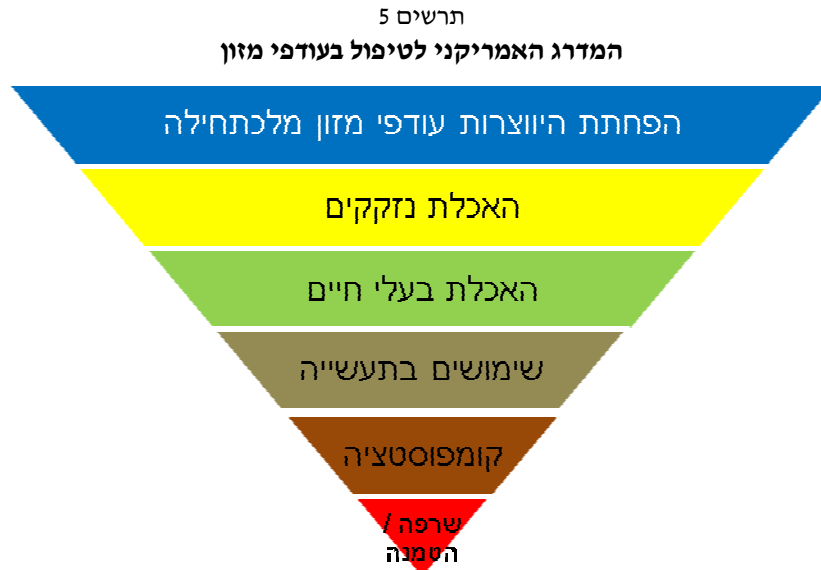 תרשים 5
המדרג האמריקני לטיפול בעודפי מזון
הפחתת היווצרות עודפי מזון מלכתחילה
האכלת נזקקים
האכלת בעלי חיים
שימושים בתעשייה
קומפוסטציה
שרפה /
הטמנה